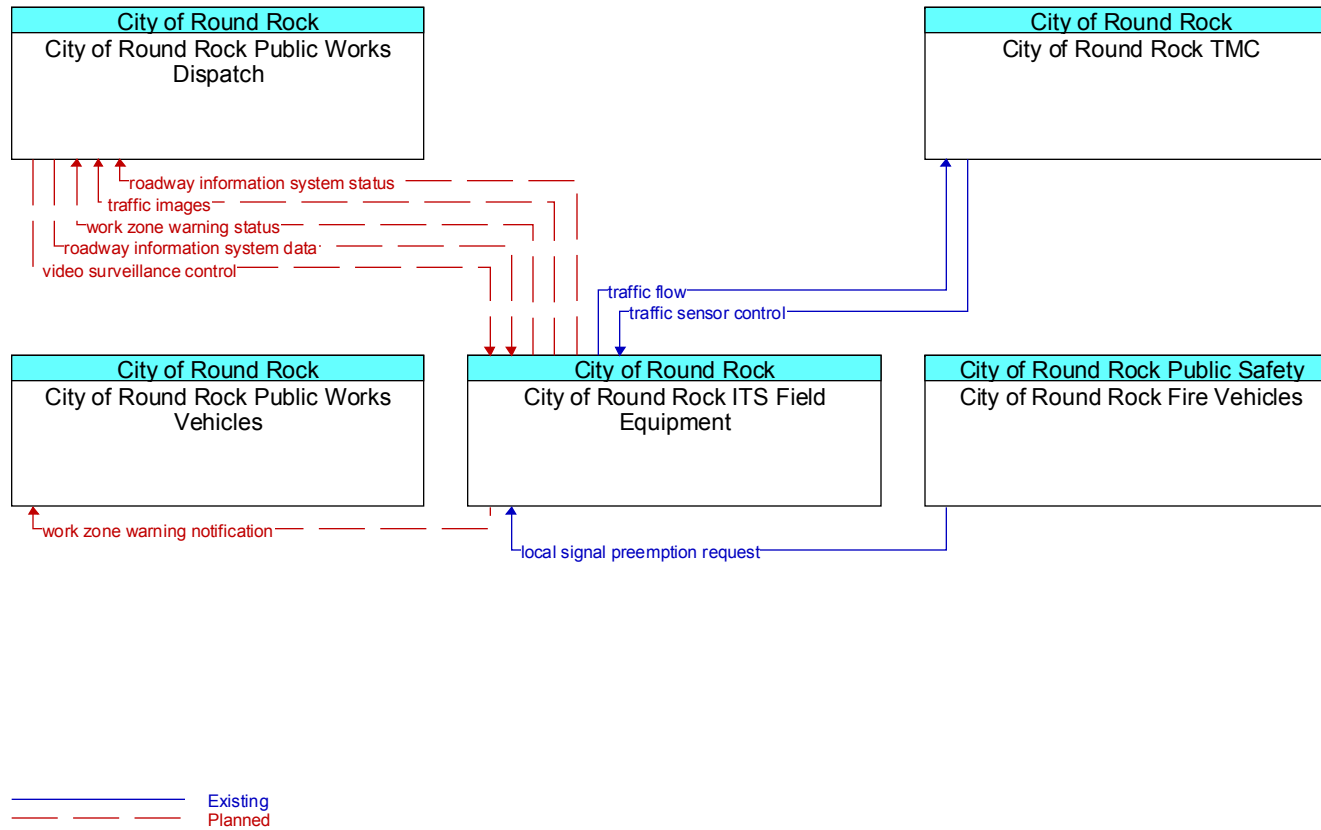 City of Round Rock
City of Round Rock Public Works
Dispatch
City of Round Rock
City of Round Rock TMC
roadway information system status
traffic images
work zone warning status
roadway information system data
video surveillance control
traffic flow
traffic sensor control
City of Round Rock
City of Round Rock Public Works
Vehicles
City of Round Rock
City of Round Rock ITS Field
Equipment
City of Round Rock Public Safety
City of Round Rock Fire Vehicles
work zone warning notification
local signal preemption request
Existing
Planned